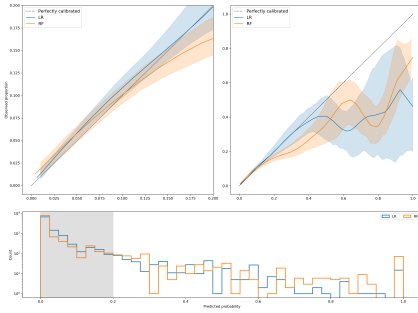 Perfectly calibrated
LR
RF
0.200
0.175
0.150
0.125
0.100
0.075
0.050
0.025
0.000
Observed proportion
0.000 0.025 0.050 0.075 0.100 0.125 0.150 0.175 0.200
Perfectly calibrated
LR
RF
1.0
0.8
0.6
0.4
0.2
0.0
0.0 0.2 0.4 0.6 0.8 1.0
LR RF
Count
0.0 0.2 0.4 0.6 0.8 1.0
Predicted probability